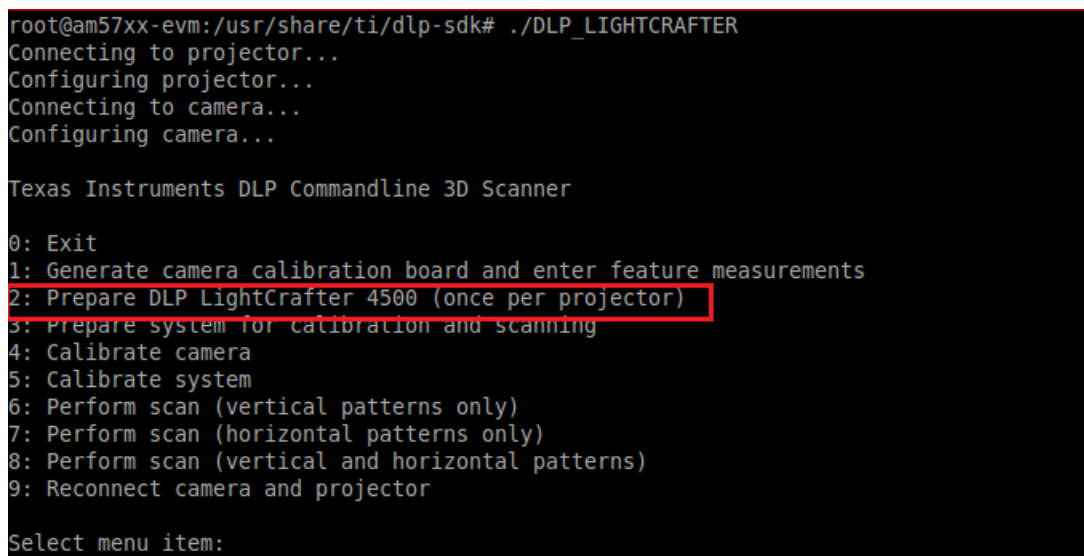 root@am57xx-evm:/usr/share/ti/dlp-sdk# ./DLP_LIGHTCRAFTER
Connecting to projector...
Configuring projector...
Connecting to camera...
Configuring camera...
Texas Instruments DLP Commandline 3D Scanner
0: Exit
1: Generate camera calibration board and enter feature measurements
2: Prepare DLP LightCrafter 4500 (once per projector)
3: Prepare system for calibration and scanning
4: Calibrate camera
5: Calibrate system
6: Perform scan (vertical patterns only)
7: Perform scan (horizontal patterns only)
8: Perform scan (vertical and horizontal patterns)
9: Reconnect camera and projector
Select menu item: